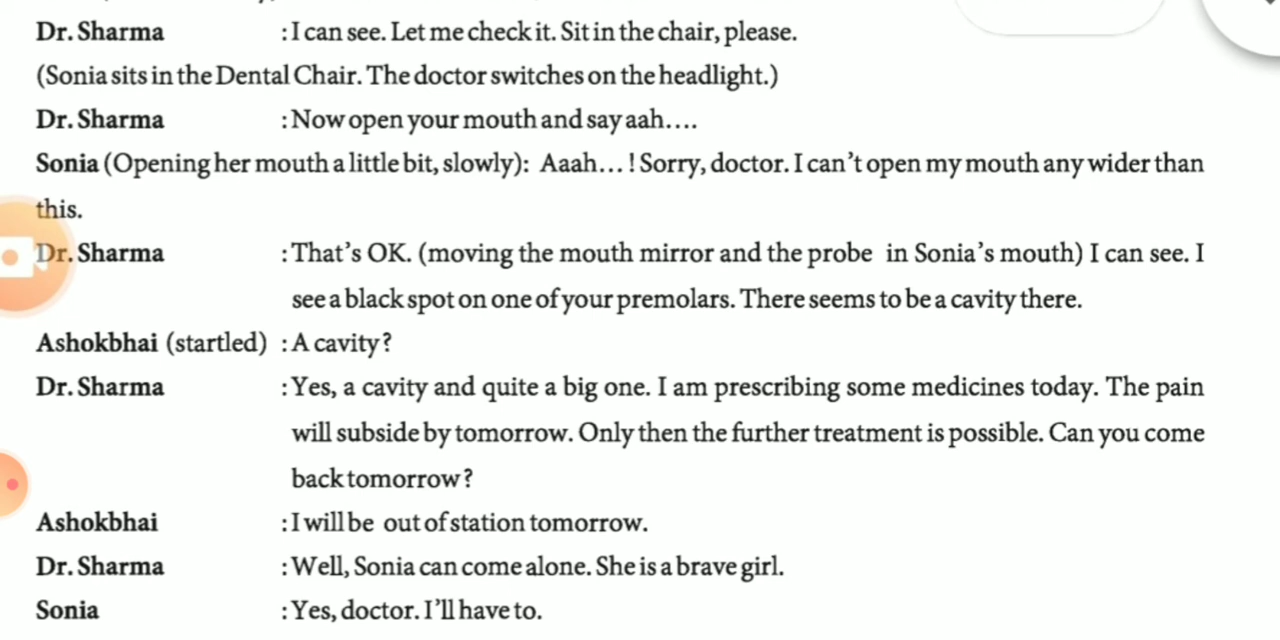 Dr. Sharma : I can see. Let me check it. Sit in the chair, please.
(Sonia sits in the Dental Chair. The doctor switches on the headlight.)
Dr. Sharma : Now open your mouth and say aah....
Sonia (Opening her mouth a little bit, slowly): Aaah...! Sorry, doctor. I can't open my mouth any wider than
this.
Dr. Sharma : That's OK. (moving the mouth mirror and the probe in Sonia's mouth) I can see. I
see a black spot on one of your premolars. There seems to be a cavity there.
Ashokbhai (startled) : A cavity?
Dr. Sharma : Yes, a cavity and quite a big one. I am prescribing some medicines today. The pain
will subside by tomorrow. Only then the further treatment is possible. Can you come
back tomorrow?
Ashokbhai : I will be out of station tomorrow.
Dr. Sharma : Well, Sonia can come alone. She is a brave girl.
Sonia : Yes, doctor. I'll have to.